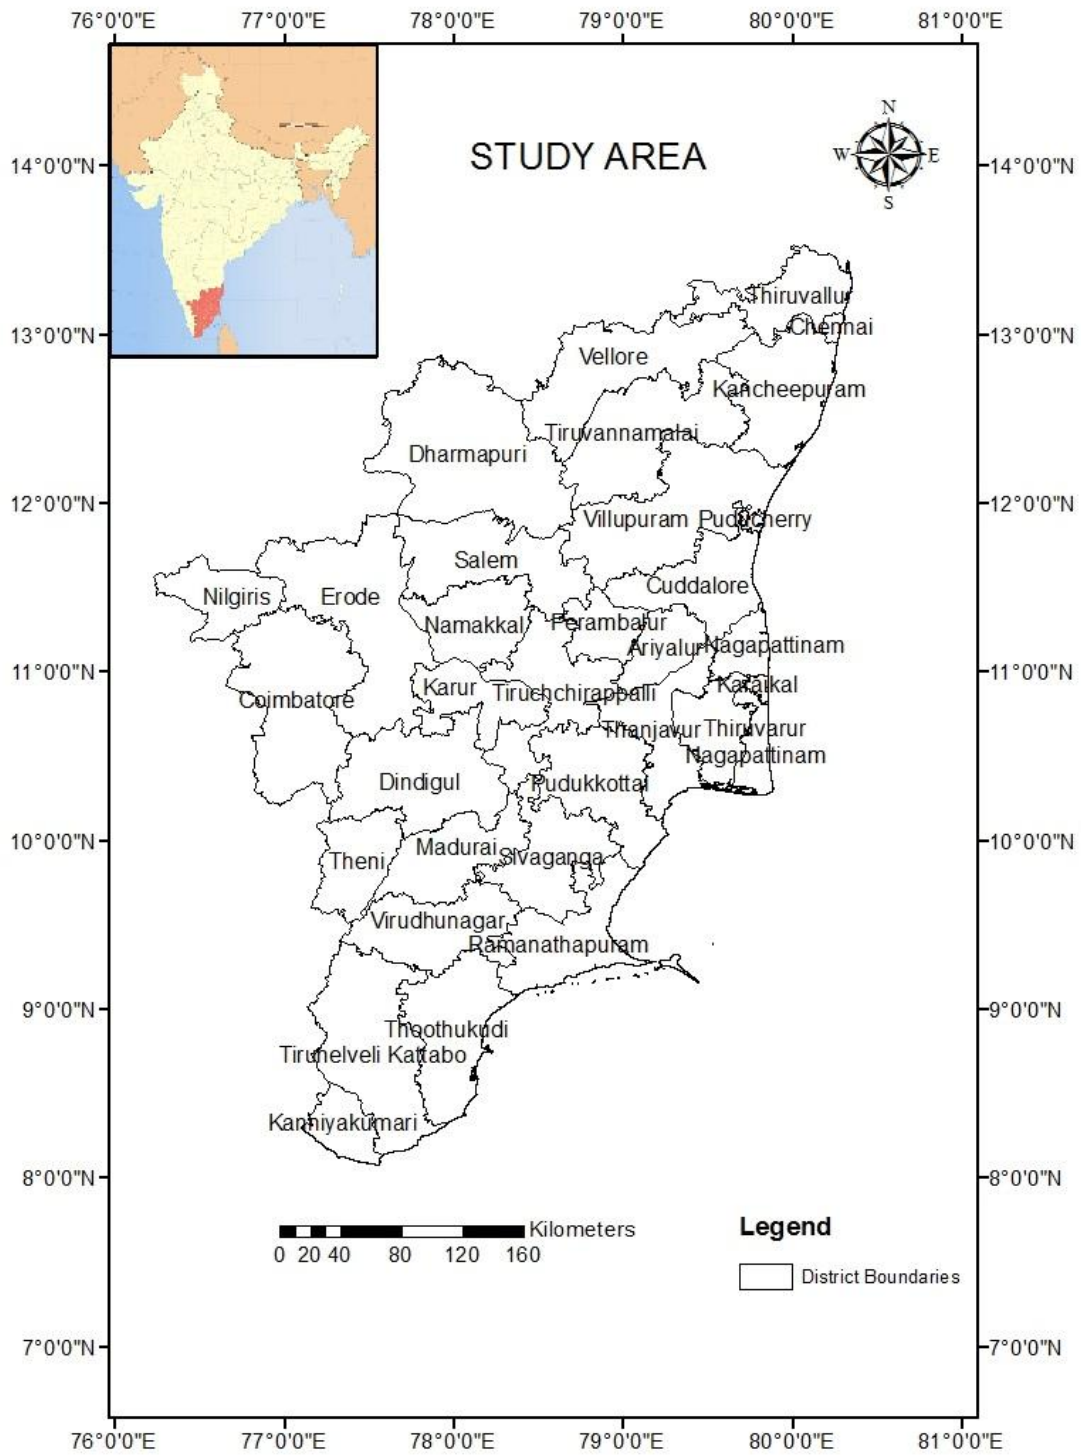 76°0'0"E 77°0'0"E 78°0'0"E 79°0'0"E 80°0'0"E 81°0'0"E
N
W E
S
STUDY AREA
14°0'0"N 14°0'0"N
Thiruvallur
Chennai
13°0'0"N 13°0'0"N
Vellore
Kancheepuram
Tiruvannamalai
Dharmapuri
12°0'0"N 12°0'0"N
Villupuram Puducherry
Salem
Cuddalore
Nilgiris Erode
Namakkal Perambalur
Ariyalur Nagapattinam
11°0'0"N 11°0'0"N
Karur Tiruchchirappalli Karaikal
Coimbatore
Thanjavur Thiruvarur
Nagapattinam
Dindigul Pudukkottai
10°0'0"N 10°0'0"N
Theni Madurai Sivaganga
Virudhunagar
Ramanathapuram
9°0'0"N 9°0'0"N
Thoothukudi
Tirunelveli Kattabo
Kanniyakumari
8°0'0"N 8°0'0"N
Kilometers
0 20 40 80 120 160
Legend
District Boundaries
7°0'0"N 7°0'0"N
76°0'0"E 77°0'0"E 78°0'0"E 79°0'0"E 80°0'0"E 81°0'0"E